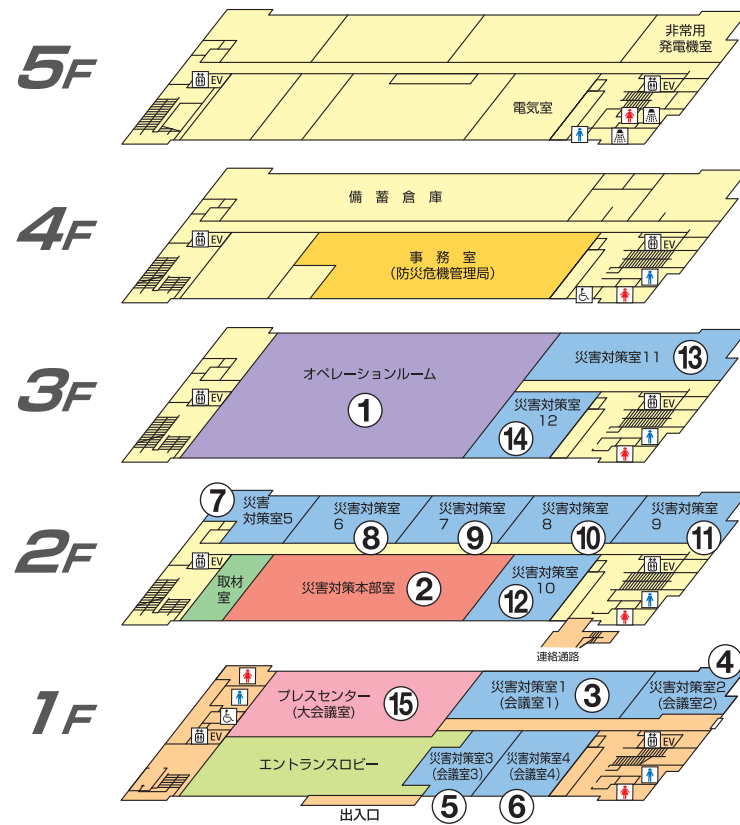 5F
非常用
発電機室
EV
EV
電気室
4F
備蓄倉庫
EV
EV
事務室
(防災危機管理局)
3F
災害対策室11
⑬
オペレーションルーム
①
EV
EV
災害対策室
12
⑭
2F
⑦
災害
対策室5
災害対策室
6
⑧
災害対策室
7
⑨
災害対策室
8
⑩
災害対策室
9
⑪
EV
EV
取材
室
災害対策本部室
②
災害対策室
10
⑫
連絡通路
1F
プレスセンター
(大会議室)
⑮
災害対策室1
(会議室1)
③
災害対策室2
(会議室2)
④
EV
EV
エントランスロビー
災害対策室3
(会議室3)
⑤
災害対策室4
(会議室4)
⑥
出入口